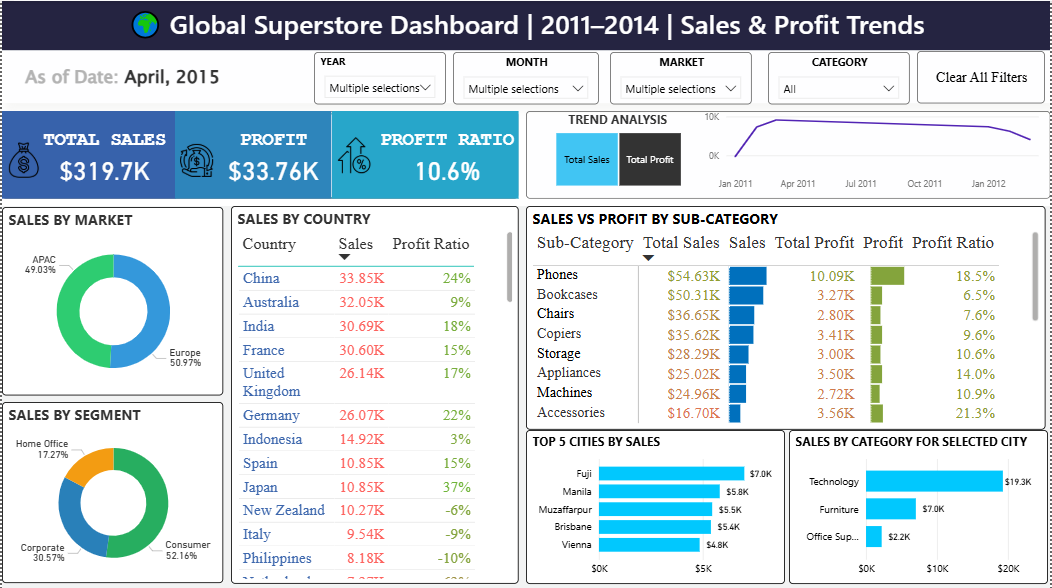 Global Superstore Dashboard | 2011–2014 | Sales & Profit Trends
As of Date: April, 2015
YEAR
Multiple selections
MONTH
Multiple selections
MARKET
Multiple selections
CATEGORY
All
Clear All Filters
TOTAL SALES
$319.7K
PROFIT
$33.76K
PROFIT RATIO
10.6%
TREND ANALYSIS
Total Sales
Total Profit
10K
0K
Jan 2011 Apr 2011 Jul 2011 Oct 2011 Jan 2012
SALES BY MARKET
APAC
49.03%
Europe
50.97%
SALES BY SEGMENT
Home Office
17.27%
Corporate
30.57%
Consumer
52.16%
SALES BY COUNTRY
Country Sales Profit Ratio
China 33.85K 24%
Australia 32.05K 9%
India 30.69K 18%
France 30.60K 15%
United Kingdom 26.14K 17%
Germany 26.07K 22%
Indonesia 14.92K 3%
Spain 10.85K 15%
Japan 10.85K 37%
New Zealand 10.27K -6%
Italy 9.54K -9%
Philippines 8.18K -10%
SALES VS PROFIT BY SUB-CATEGORY
Sub-Category Total Sales Sales Total Profit Profit Profit Ratio
Phones $54.63K 10.09K 18.5%
Bookcases $50.31K 3.27K 6.5%
Chairs $36.65K 2.80K 7.6%
Copiers $35.62K 3.41K 9.6%
Storage $28.29K 3.00K 10.6%
Appliances $25.02K 3.50K 14.0%
Machines $24.96K 2.72K 10.9%
Accessories $16.70K 3.56K 21.3%
TOP 5 CITIES BY SALES
Fuji $7.0K
Manila $5.8K
Muzaffarpur $5.5K
Brisbane $5.4K
Vienna $4.8K
$0K $5K
SALES BY CATEGORY FOR SELECTED CITY
Technology $19.3K
Furniture $7.0K
Office Sup... $2.2K
$0K $10K $20K